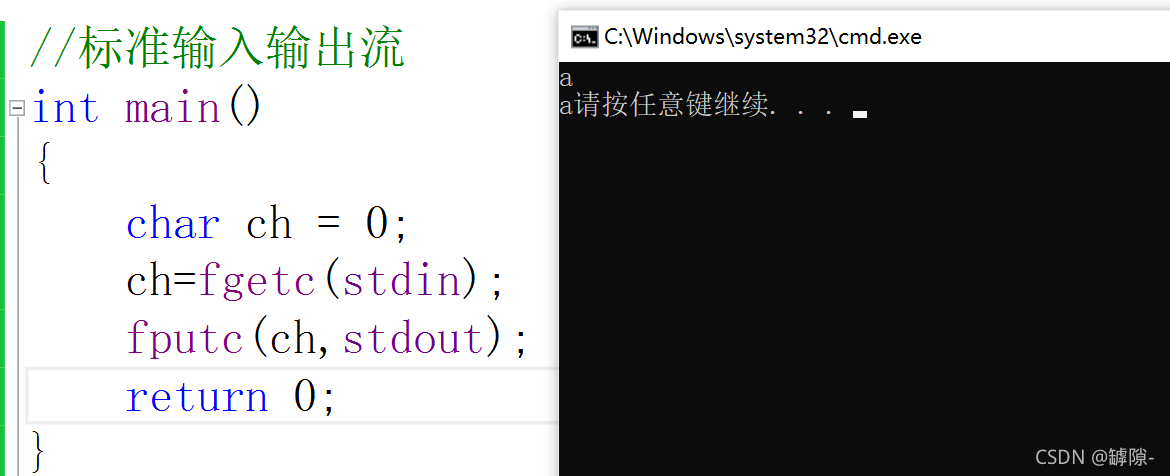 //标准输入输出流
int main()
{
char ch = 0;
ch=fgetc(stdin);
fputc(ch,stdout);
return 0;
}
C:\Windows\system32\cmd.exe
a
a请按任意键继续. . .
CSDN @罅隙-